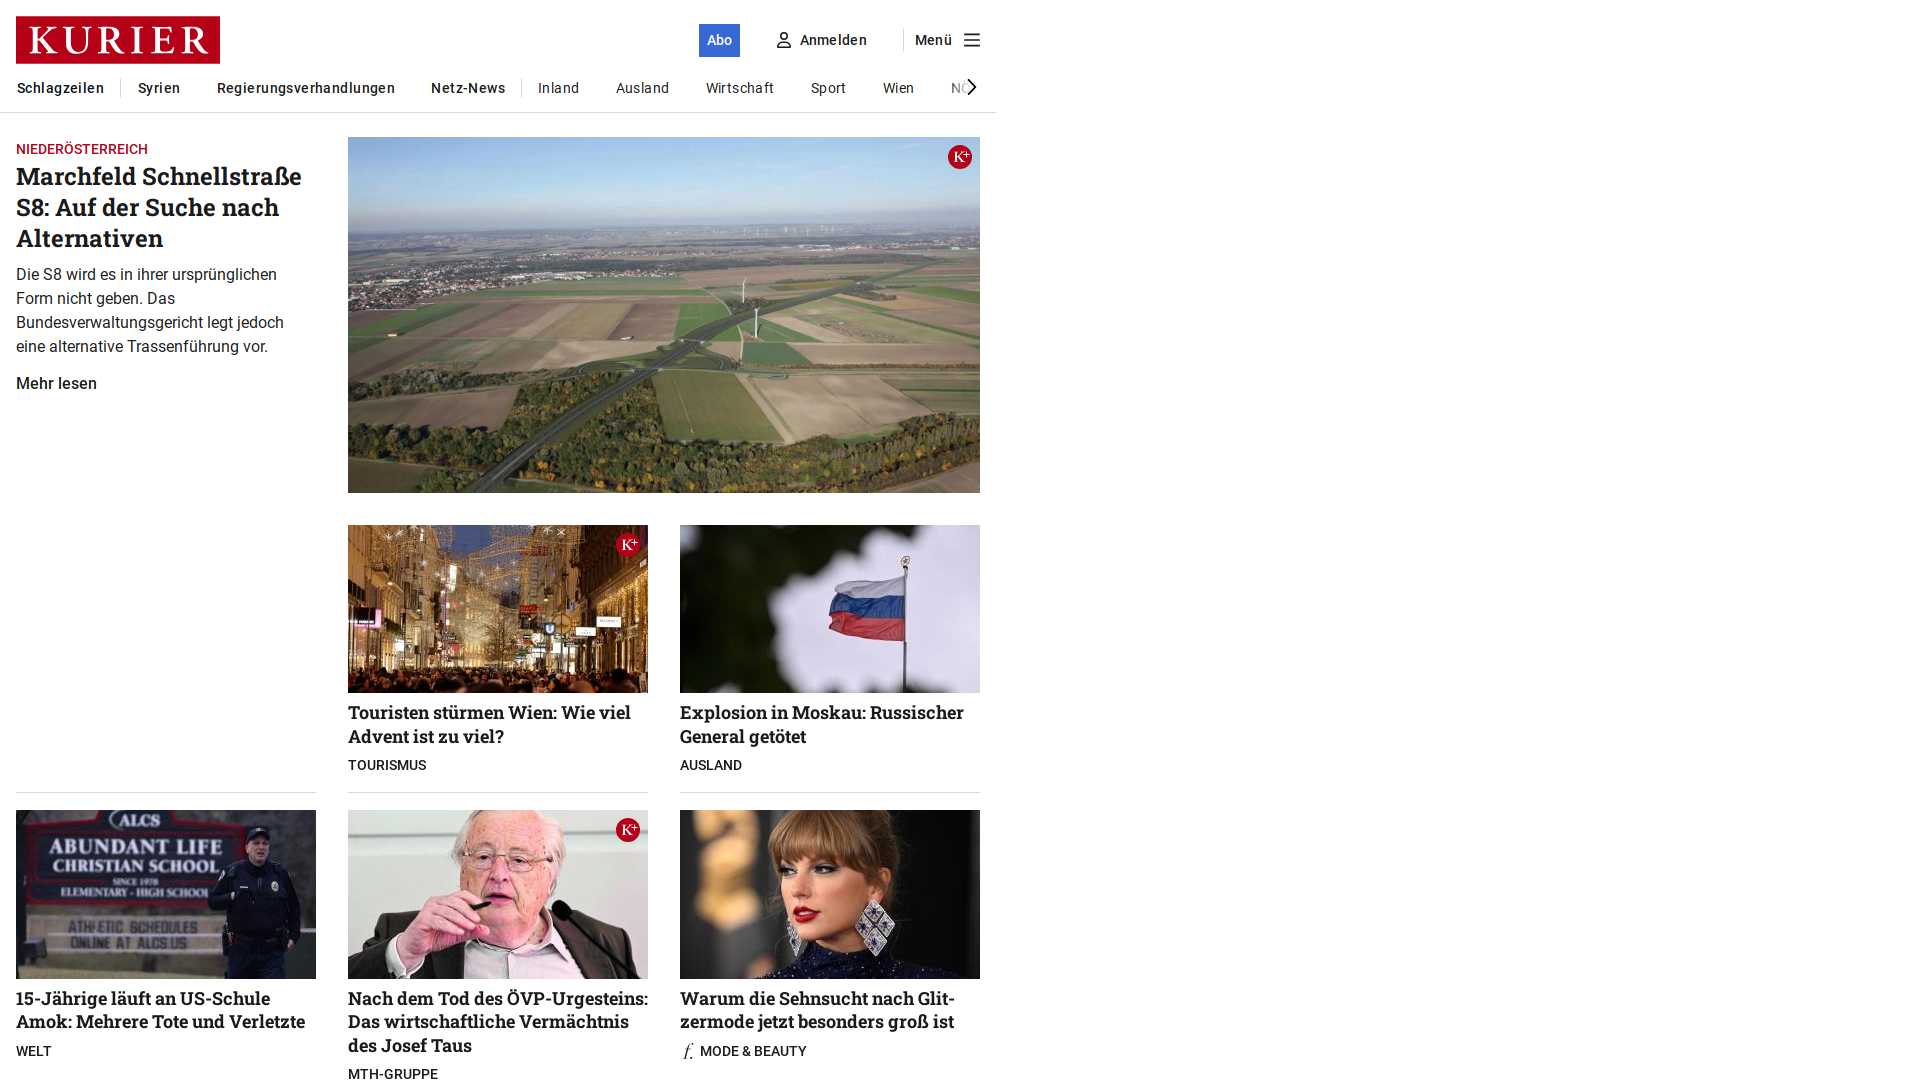 KURIER
Abo
Anmelden
Menü
Schlagzeilen
Syrien
Regierungsverhandlungen
Netz-News
Inland
Ausland
Wirtschaft
Sport
Wien
NÖ
NIEDERÖSTERREICH
Marchfeld Schnellstraße
S8: Auf der Suche nach
Alternativen
Die S8 wird es in ihrer ursprünglichen
Form nicht geben. Das
Bundesverwaltungsgericht legt jedoch
eine alternative Trassenführung vor.
Mehr lesen
K+
K+
Touristen stürmen Wien: Wie viel
Advent ist zu viel?
TOURISMUS
Explosion in Moskau: Russischer
General getötet
AUSLAND
ALCS
ABUNDANT LIFE
CHRISTIAN SCHOOL
SINCE 1978
ELEMENTARY - HIGH SCHOOL
ATHLETIC SCHEDULES
ONLINE AT ALCS.US
15-Jährige läuft an US-Schule
Amok: Mehrere Tote und Verletzte
WELT
K+
Nach dem Tod des ÖVP-Urgesteins:
Das wirtschaftliche Vermächtnis
des Josef Taus
MTH-GRUPPE
Warum die Sehnsucht nach Glit-
zermode jetzt besonders groß ist
f. MODE & BEAUTY